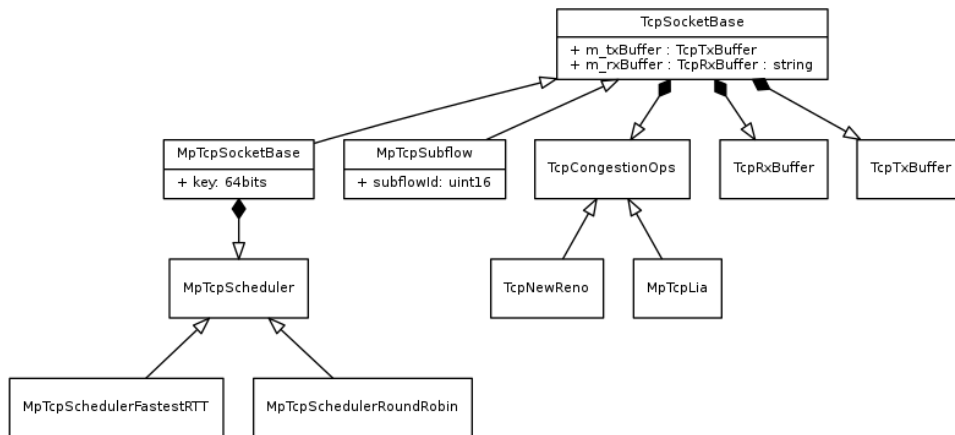 TcpSocketBase
+ m_txBuffer : TcpTxBuffer
+ m_rxBuffer : TcpRxBuffer : string
MpTcpSocketBase
+ key: 64bits
MpTcpSubflow
+ subflowId: uint16
TcpCongestionOps
TcpRxBuffer
TcpTxBuffer
MpTcpScheduler
TcpNewReno
MpTcpLia
MpTcpSchedulerFastestRTT
MpTcpSchedulerRoundRobin